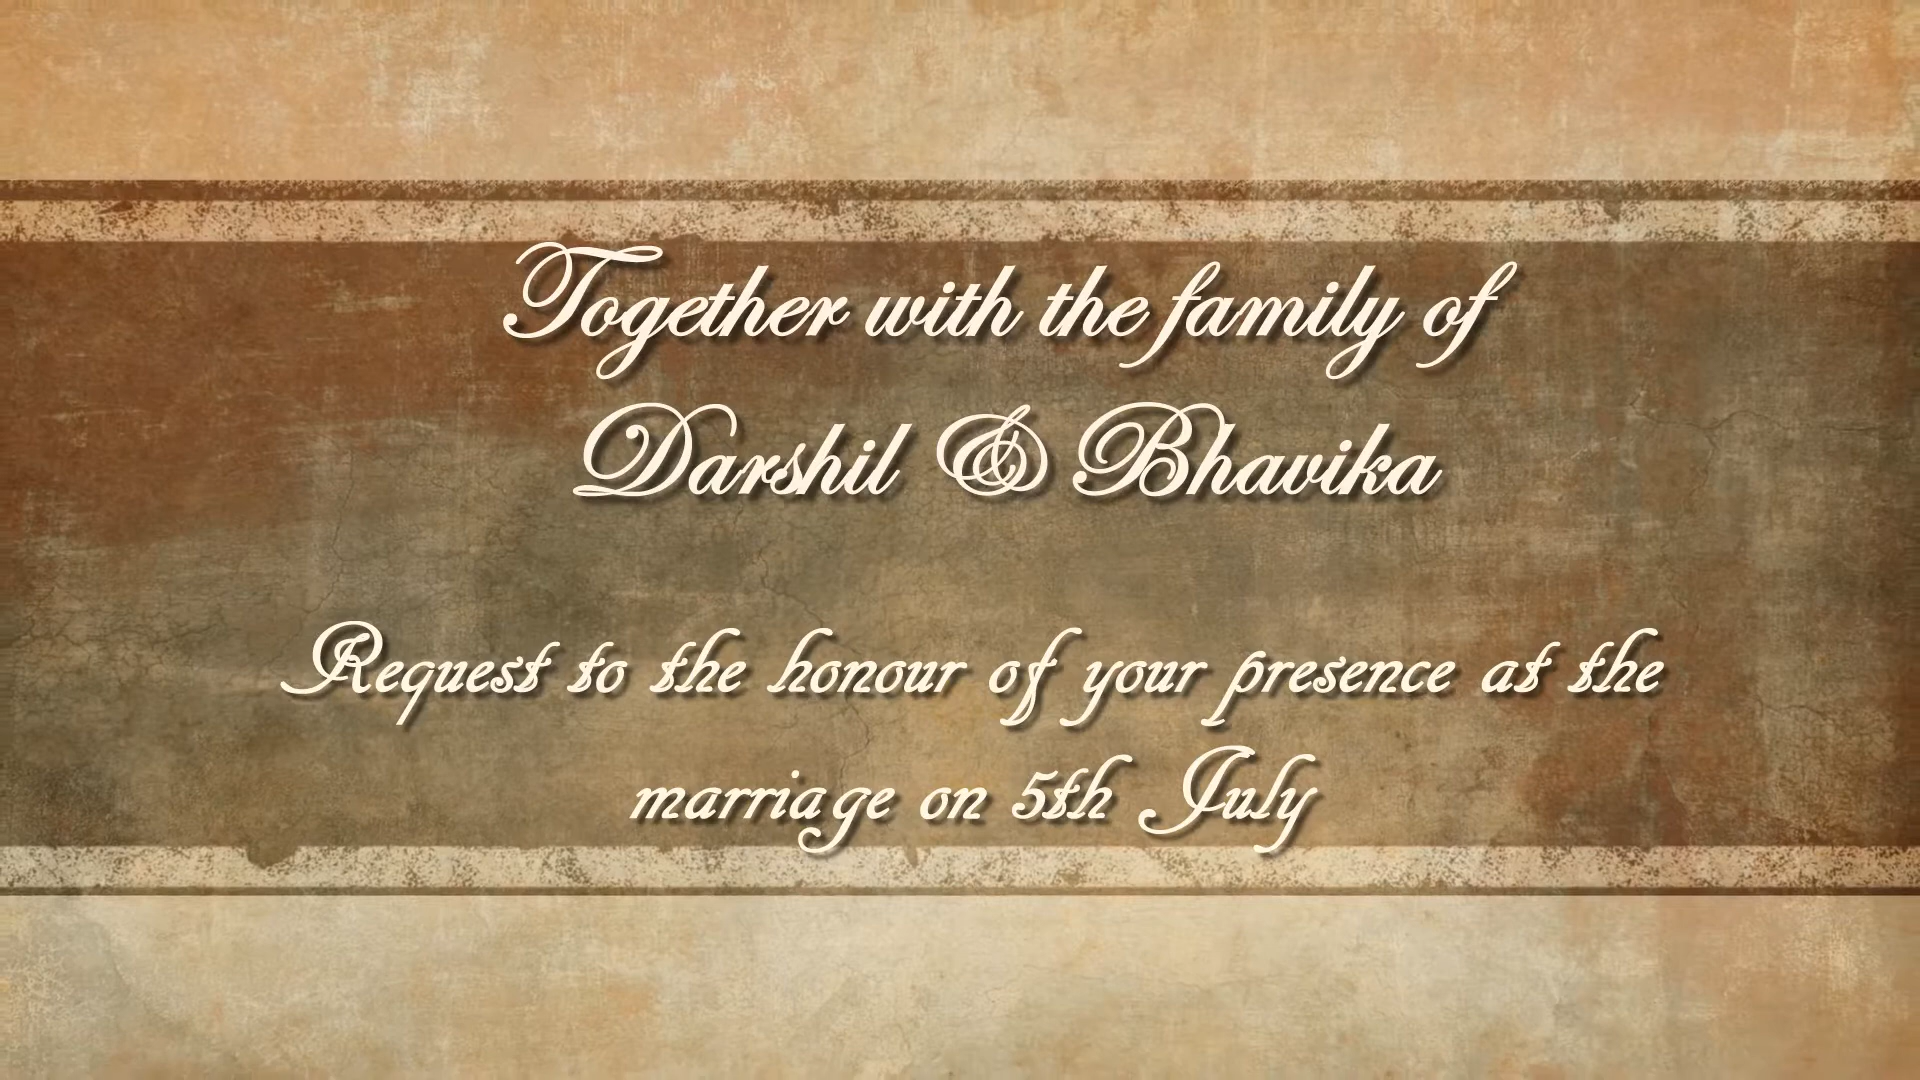 Together with the family of
Darshil & Bhavika
Request to the honour of your presence at the
marriage on 5th July